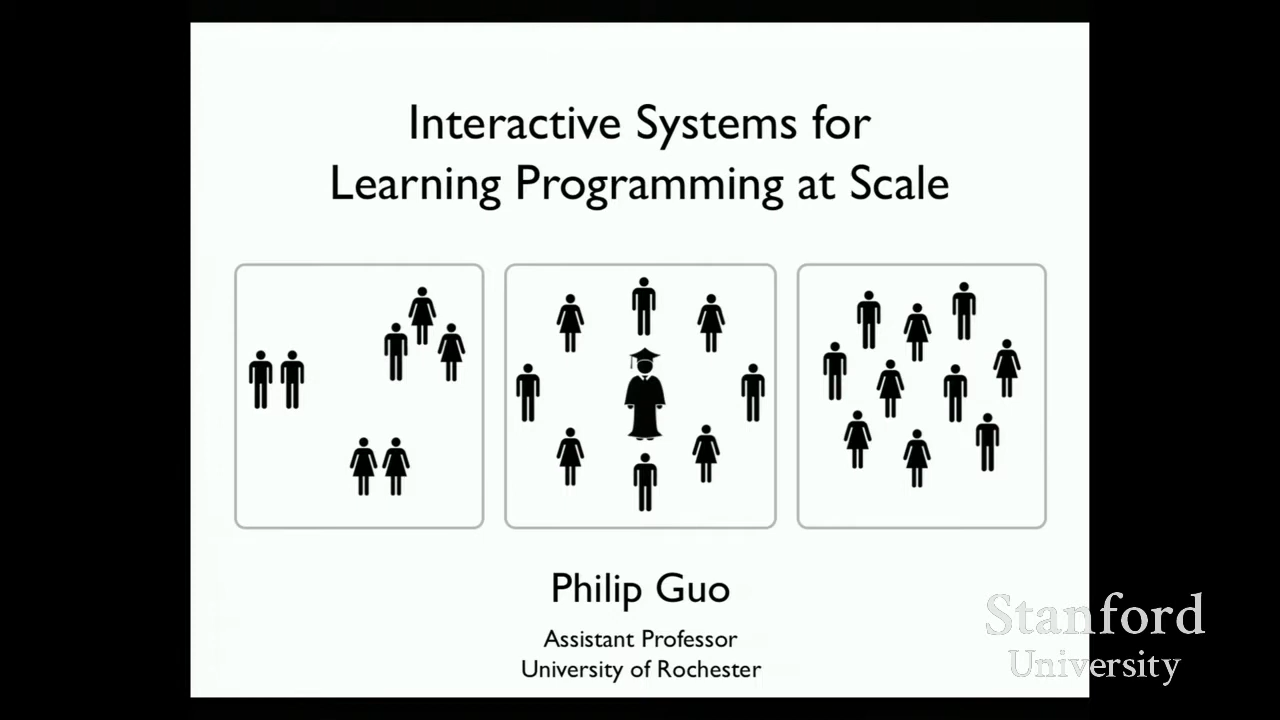 Interactive Systems for
Learning Programming at Scale
Philip Guo
Assistant Professor
University of Rochester
Stanford
University